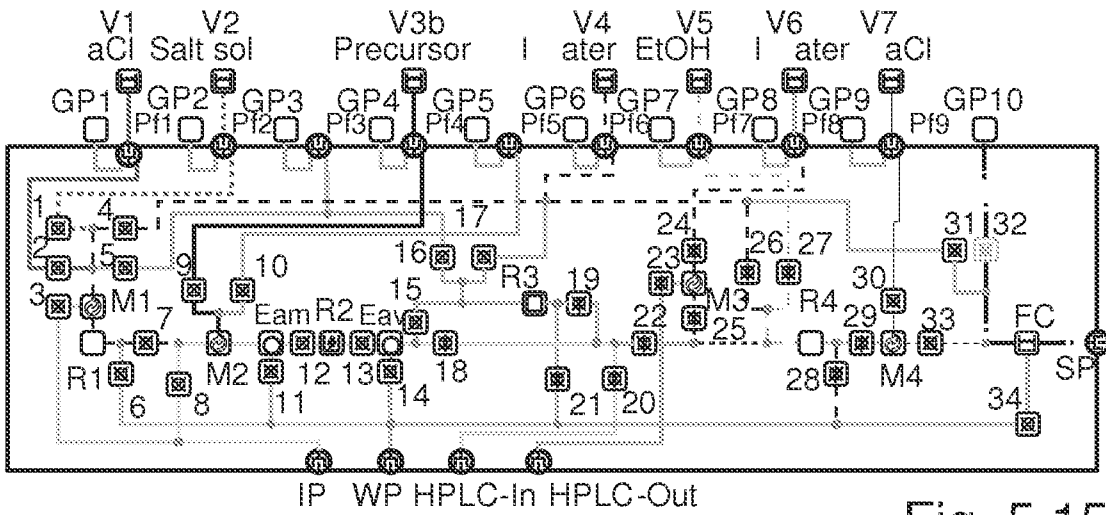 V1 V2 V3b V4 V5 V6 V7
aCl Salt sol Precursor I ater EtOH I ater aCl
GP1 GP2 GP3 GP4 GP5 GP6 GP7 GP8 GP9 GP10
Pf1 Pf2 Pf3 Pf4 Pf5 Pf6 Pf7 Pf8 Pf9
1 4 17 24 31 32
2 5 9 10 16 R3 19 23 26 27
3 M1 15 M3 R4 30
7 Eam R2 Eav 22 25 29 33 FC
R1 M2 12 13 18 28 M4 SP
6 8 11 14 21 20 34
IP WP HPLC-In HPLC-Out